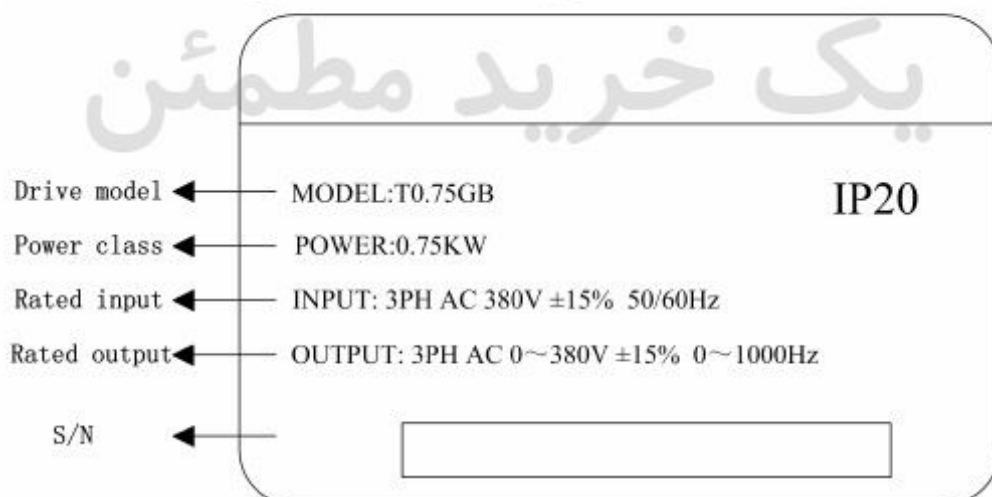 یک خرید مطمئن
Drive model MODEL:T0.75GB IP20
Power class POWER:0.75KW
Rated input INPUT: 3PH AC 380V ±15% 50/60Hz
Rated output OUTPUT: 3PH AC 0～380V ±15% 0～1000Hz
S/N